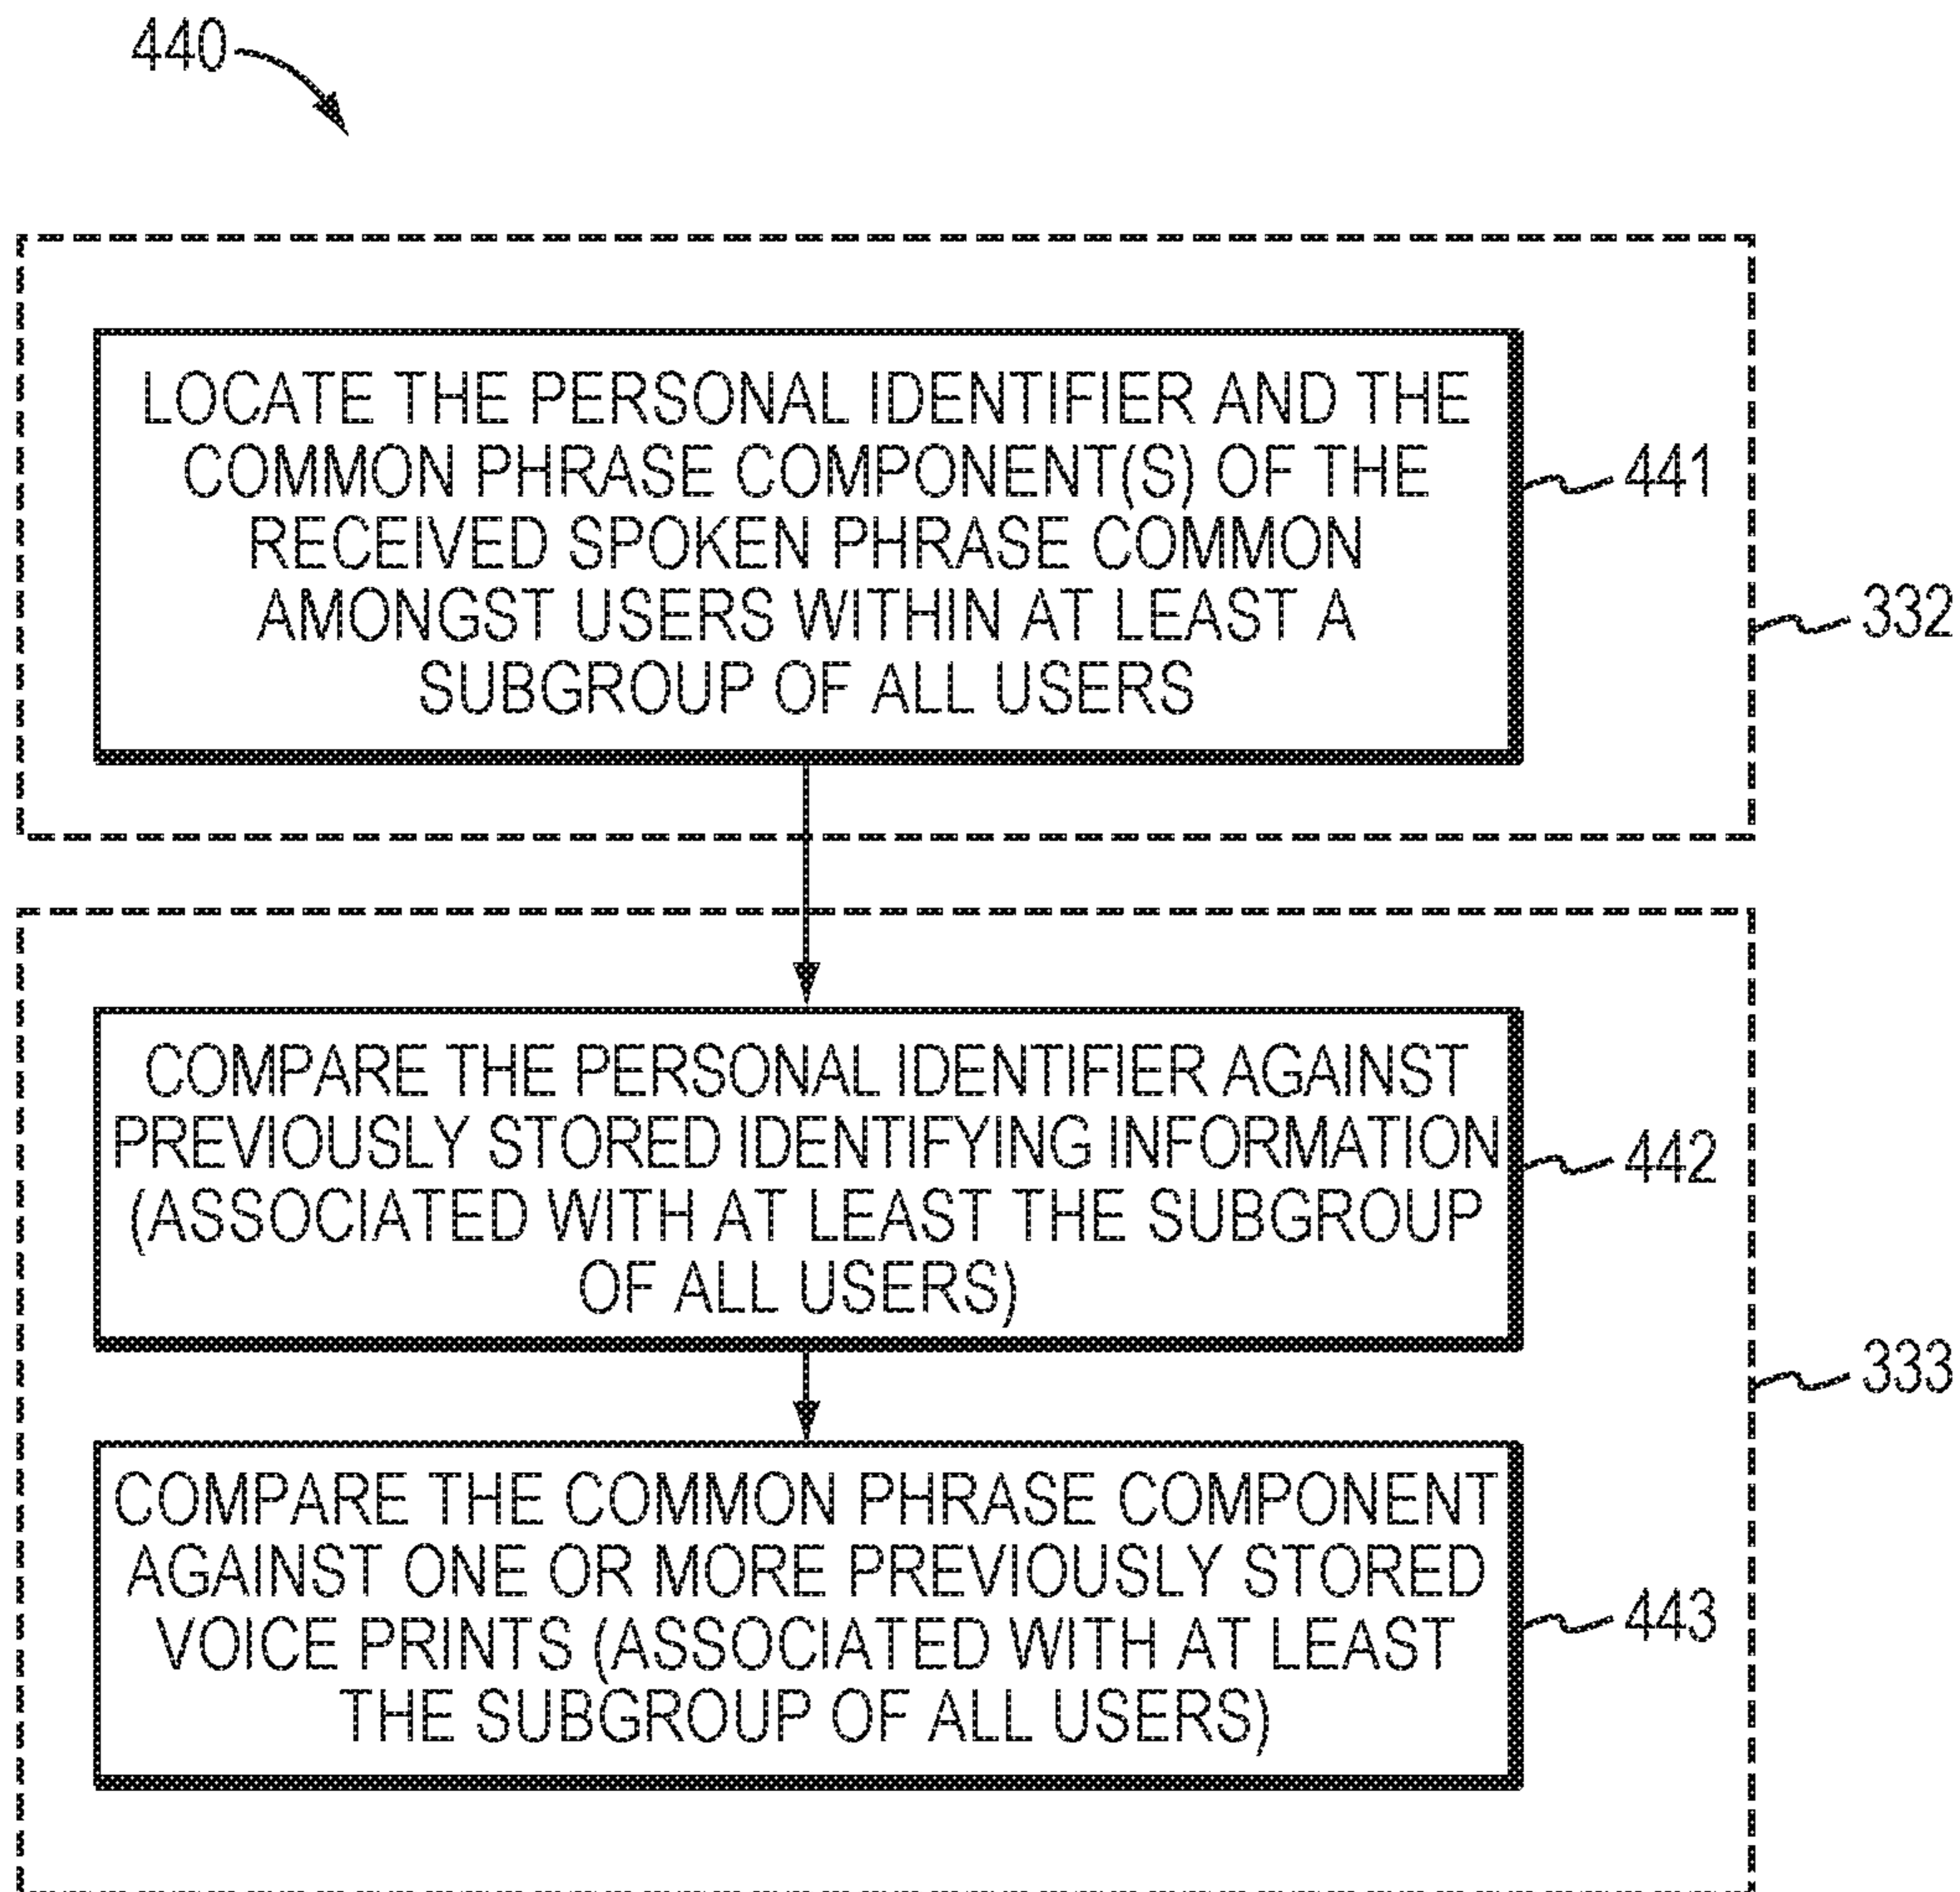 440
LOCATE THE PERSONAL IDENTIFIER AND THE
COMMON PHRASE COMPONENT(S) OF THE
RECEIVED SPOKEN PHRASE COMMON
AMONGST USERS WITHIN AT LEAST A
SUBGROUP OF ALL USERS
441
332
COMPARE THE PERSONAL IDENTIFIER AGAINST
PREVIOUSLY STORED IDENTIFYING INFORMATION
(ASSOCIATED WITH AT LEAST THE SUBGROUP
OF ALL USERS)
442
333
COMPARE THE COMMON PHRASE COMPONENT
AGAINST ONE OR MORE PREVIOUSLY STORED
VOICE PRINTS (ASSOCIATED WITH AT LEAST
THE SUBGROUP OF ALL USERS)
443